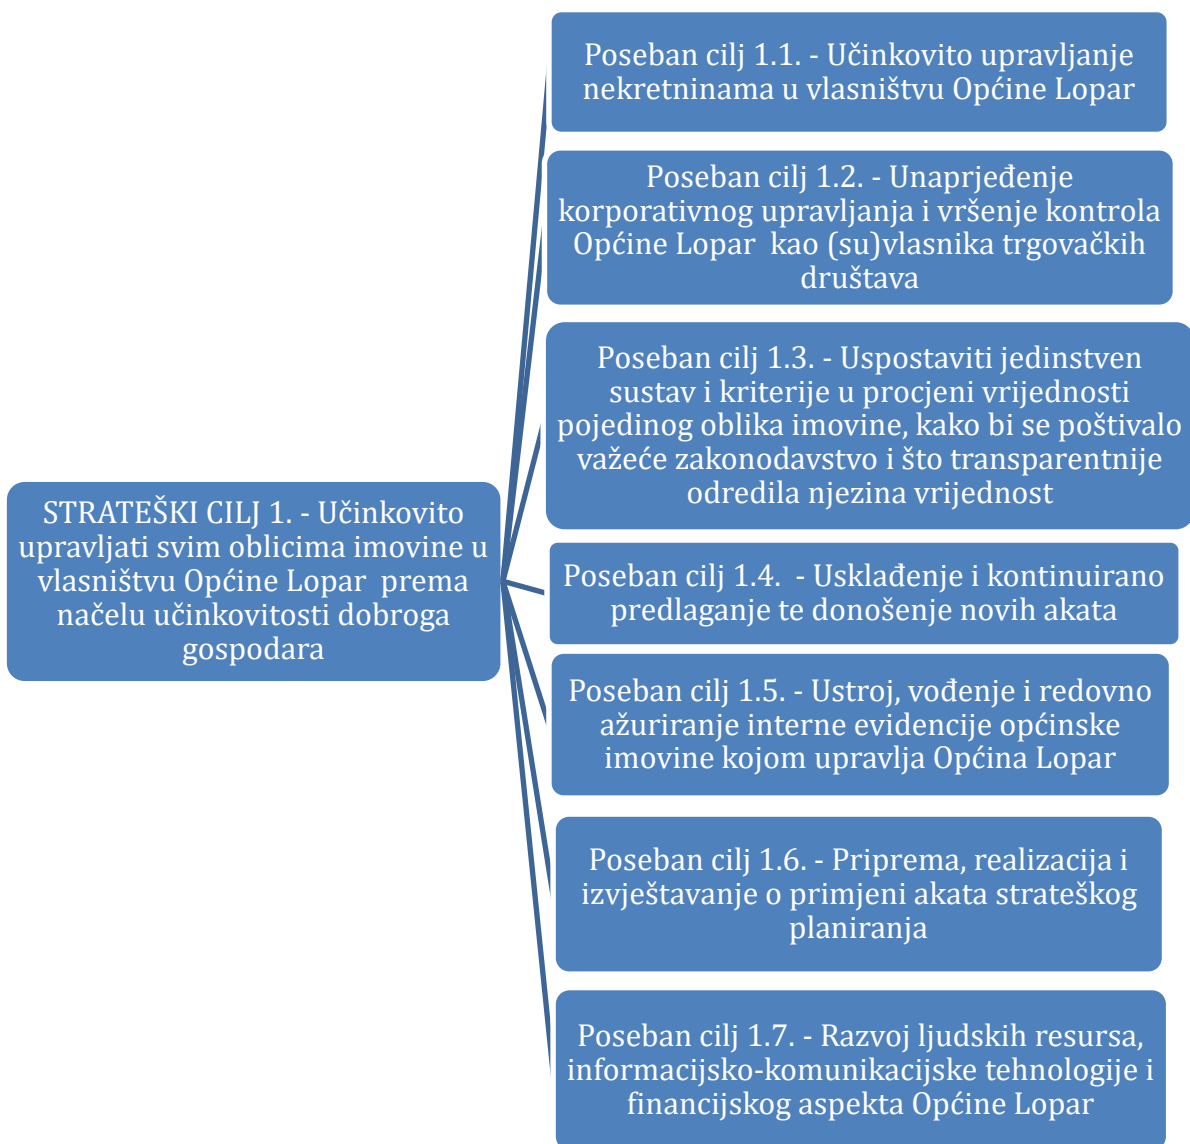 Poseban cilj 1.1. - Učinkovito upravljanje
nekretninama u vlasništvu Općine Lopar
Poseban cilj 1.2. - Unaprjeđenje
korporativnog upravljanja i vršenje kontrola
Općine Lopar  kao (su)vlasnika trgovačkih
društava
Poseban cilj 1.3. - Uspostaviti jedinstven
sustav i kriterije u procjeni vrijednosti
pojedinog oblika imovine, kako bi se poštivalo
važeće zakonodavstvo i što transparentnije
odredila njezina vrijednost
STRATEŠKI CILJ 1. - Učinkovito
upravljati svim oblicima imovine u
vlasništvu Općine Lopar  prema
načelu učinkovitosti dobroga
gospodara
Poseban cilj 1.4.  - Usklađenje i kontinuirano
predlaganje te donošenje novih akata
Poseban cilj 1.5. - Ustroj, vođenje i redovno
ažuriranje interne evidencije općinske
imovine kojom upravlja Općina Lopar
Poseban cilj 1.6. - Priprema, realizacija i
izvještavanje o primjeni akata strateškog
planiranja
Poseban cilj 1.7. - Razvoj ljudskih resursa,
informacijsko-komunikacijske tehnologije i
financijskog aspekta Općine Lopar